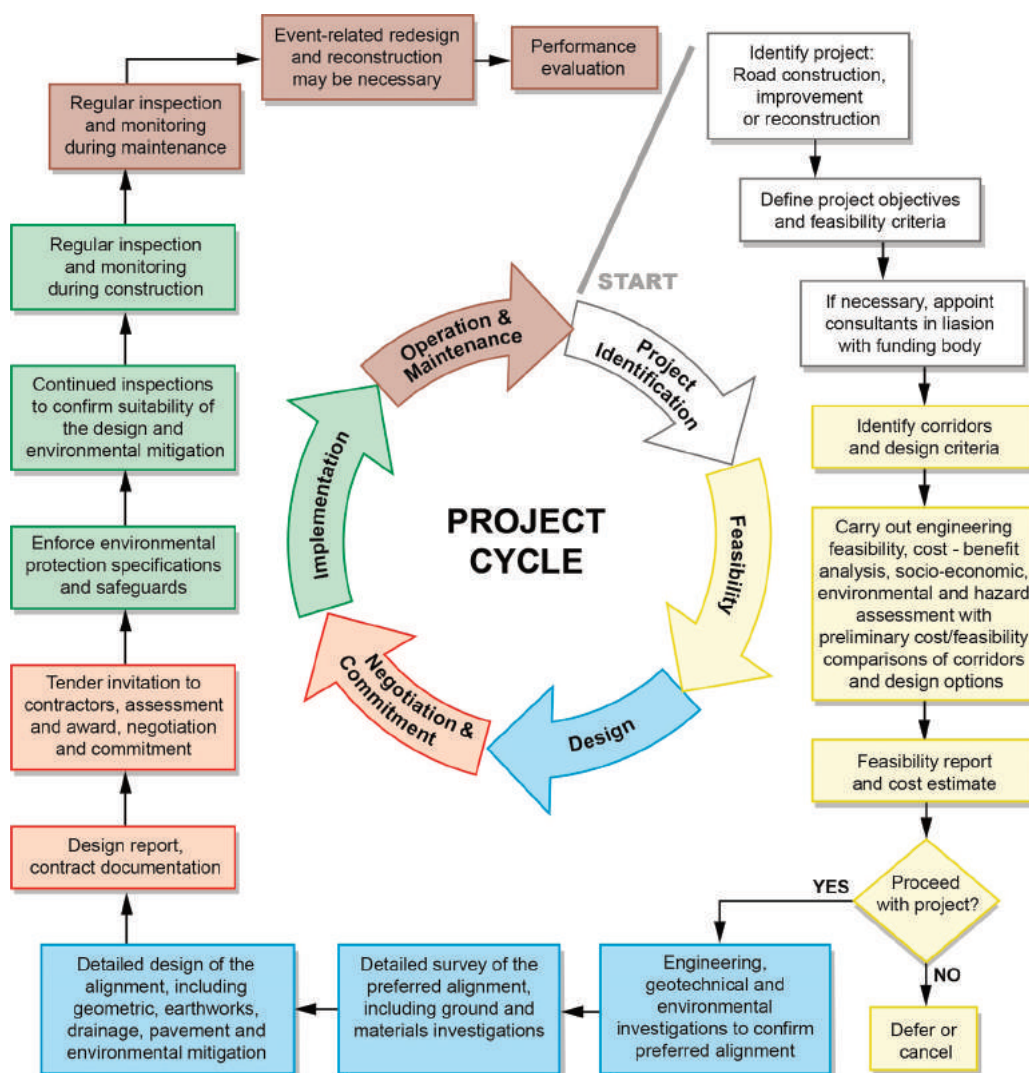 Identify project:
Road construction,
improvement
or reconstruction
Define project objectives
and feasibility criteria
If necessary, appoint
consultants in liasion
with funding body
Identify corridors
and design criteria
Carry out engineering
feasibility, cost - benefit
analysis, socio-economic,
environmental and hazard
assessment with
preliminary cost/feasibility
comparisons of corridors
and design options
Feasibility report
and cost estimate
Proceed
with project?
YES
NO
Defer or
cancel
Engineering,
geotechnical and
environmental
investigations to confirm
preferred alignment
Detailed survey of the
preferred alignment,
including ground and
materials investigations
Detailed design of the
alignment, including
geometric, earthworks,
drainage, pavement and
environmental mitigation
Design report,
contract documentation
Tender invitation to
contractors, assessment
and award, negotiation
and commitment
Enforce environmental
protection specifications
and safeguards
Continued inspections
to confirm suitability of
the design and
environmental mitigation
Regular inspection
and monitoring
during construction
Regular inspection
and monitoring
during maintenance
Event-related redesign
and reconstruction
may be necessary
Performance
evaluation
START
Project
Identification
Feasibility
Design
Negotiation &
Commitment
Implementation
Operation &
Maintenance
PROJECT
CYCLE